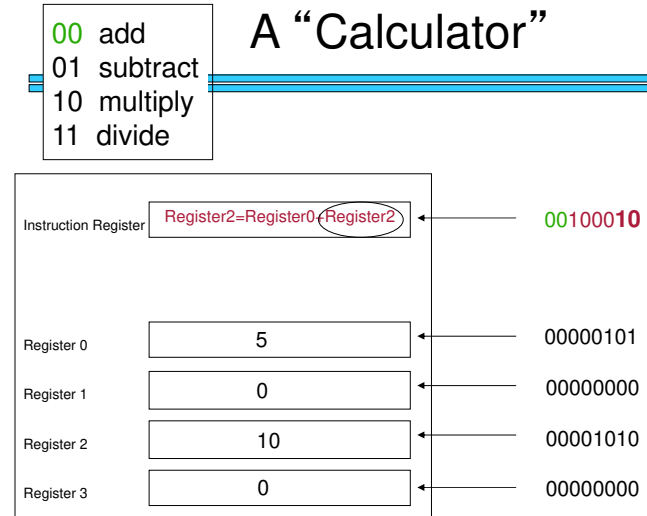 A “Calculator”
00 add
01 subtract
10 multiply
11 divide
Instruction Register Register2=Register0+Register2 00100010
Register 0 5 00000101
Register 1 0 00000000
Register 2 10 00001010
Register 3 0 00000000